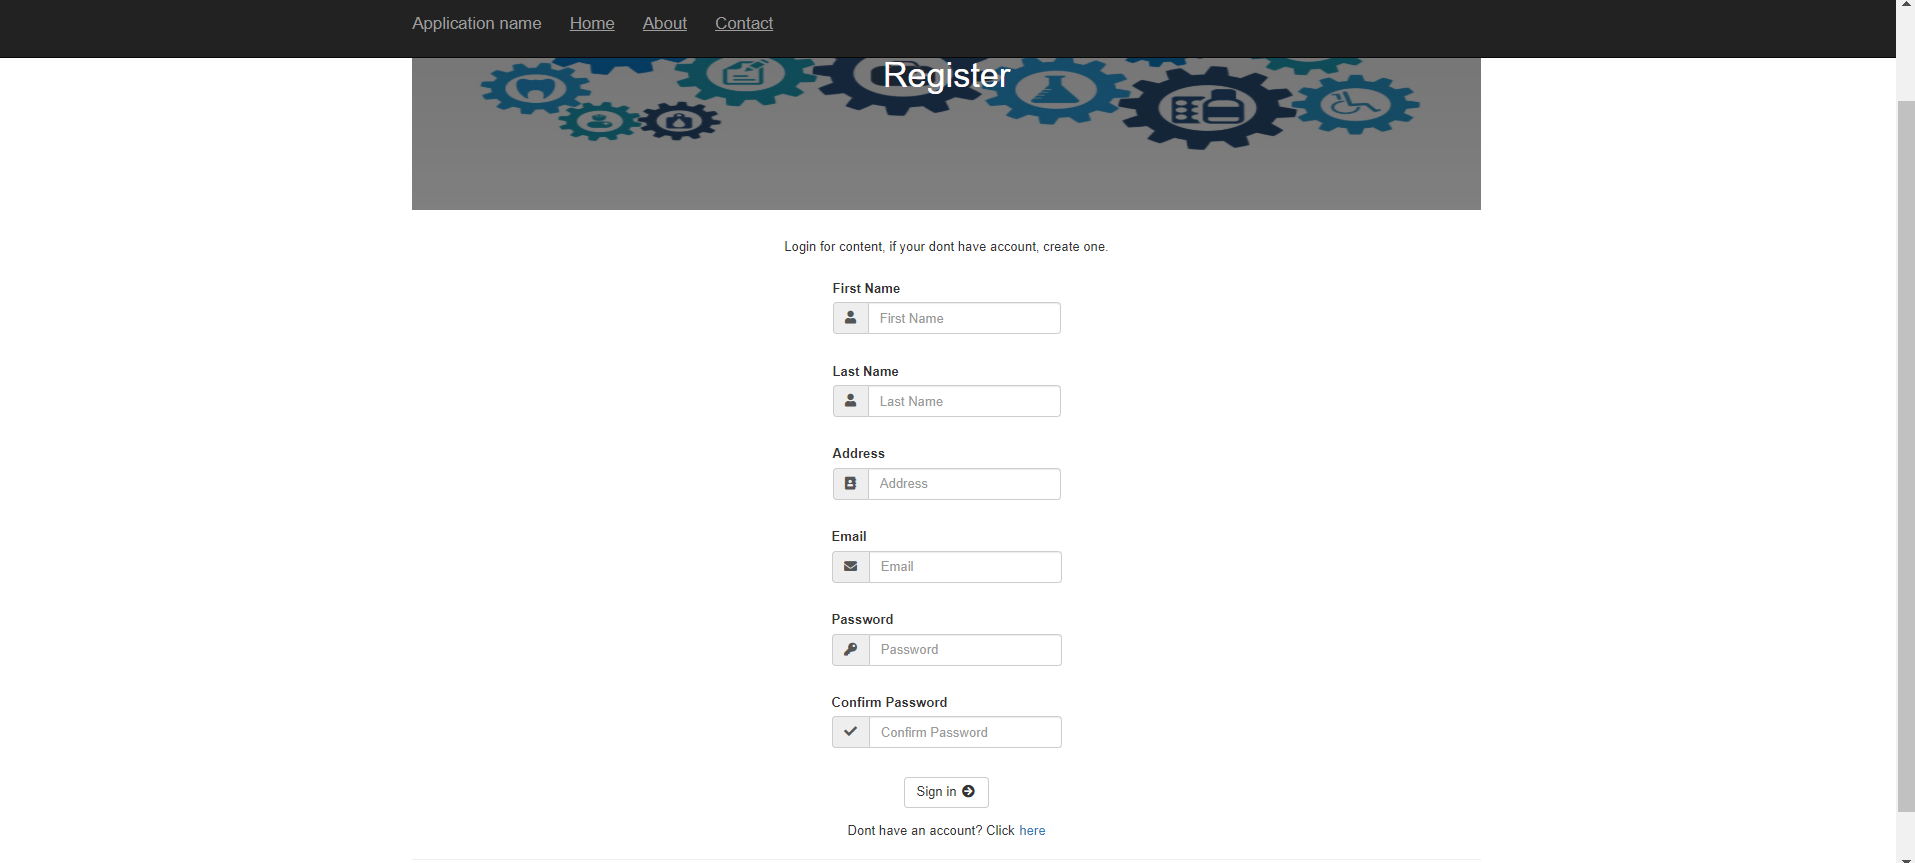 Application name Home About Contact
Register
Login for content, if your dont have account, create one.
First Name
First Name
Last Name
Last Name
Address
Address
Email
Email
Password
Password
Confirm Password
Confirm Password
Sign in
Dont have an account? Click here